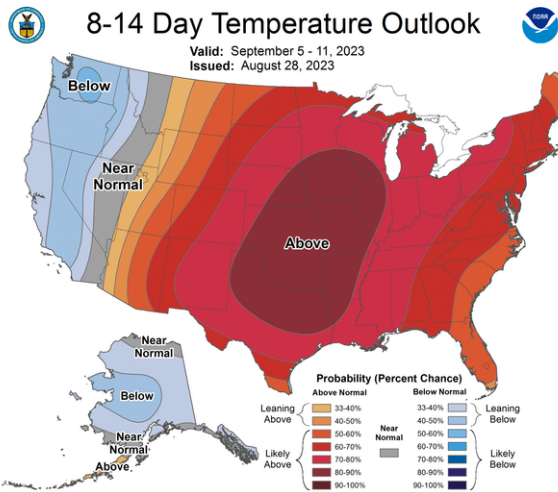 8-14 Day Temperature Outlook
Valid: September 5 - 11, 2023
Issued: August 28, 2023
NOAA
Below
Near
Normal
Above
Near
Normal
Below
Near
Normal
Above
Probability (Percent Chance)
Above Normal
Below Normal
Leaning
Above
Likely
Above
33-40%
40-50%
50-60%
60-70%
70-80%
80-90%
90-100%
Near
Normal
33-40%
40-50%
50-60%
60-70%
70-80%
80-90%
90-100%
Leaning
Below
Likely
Below